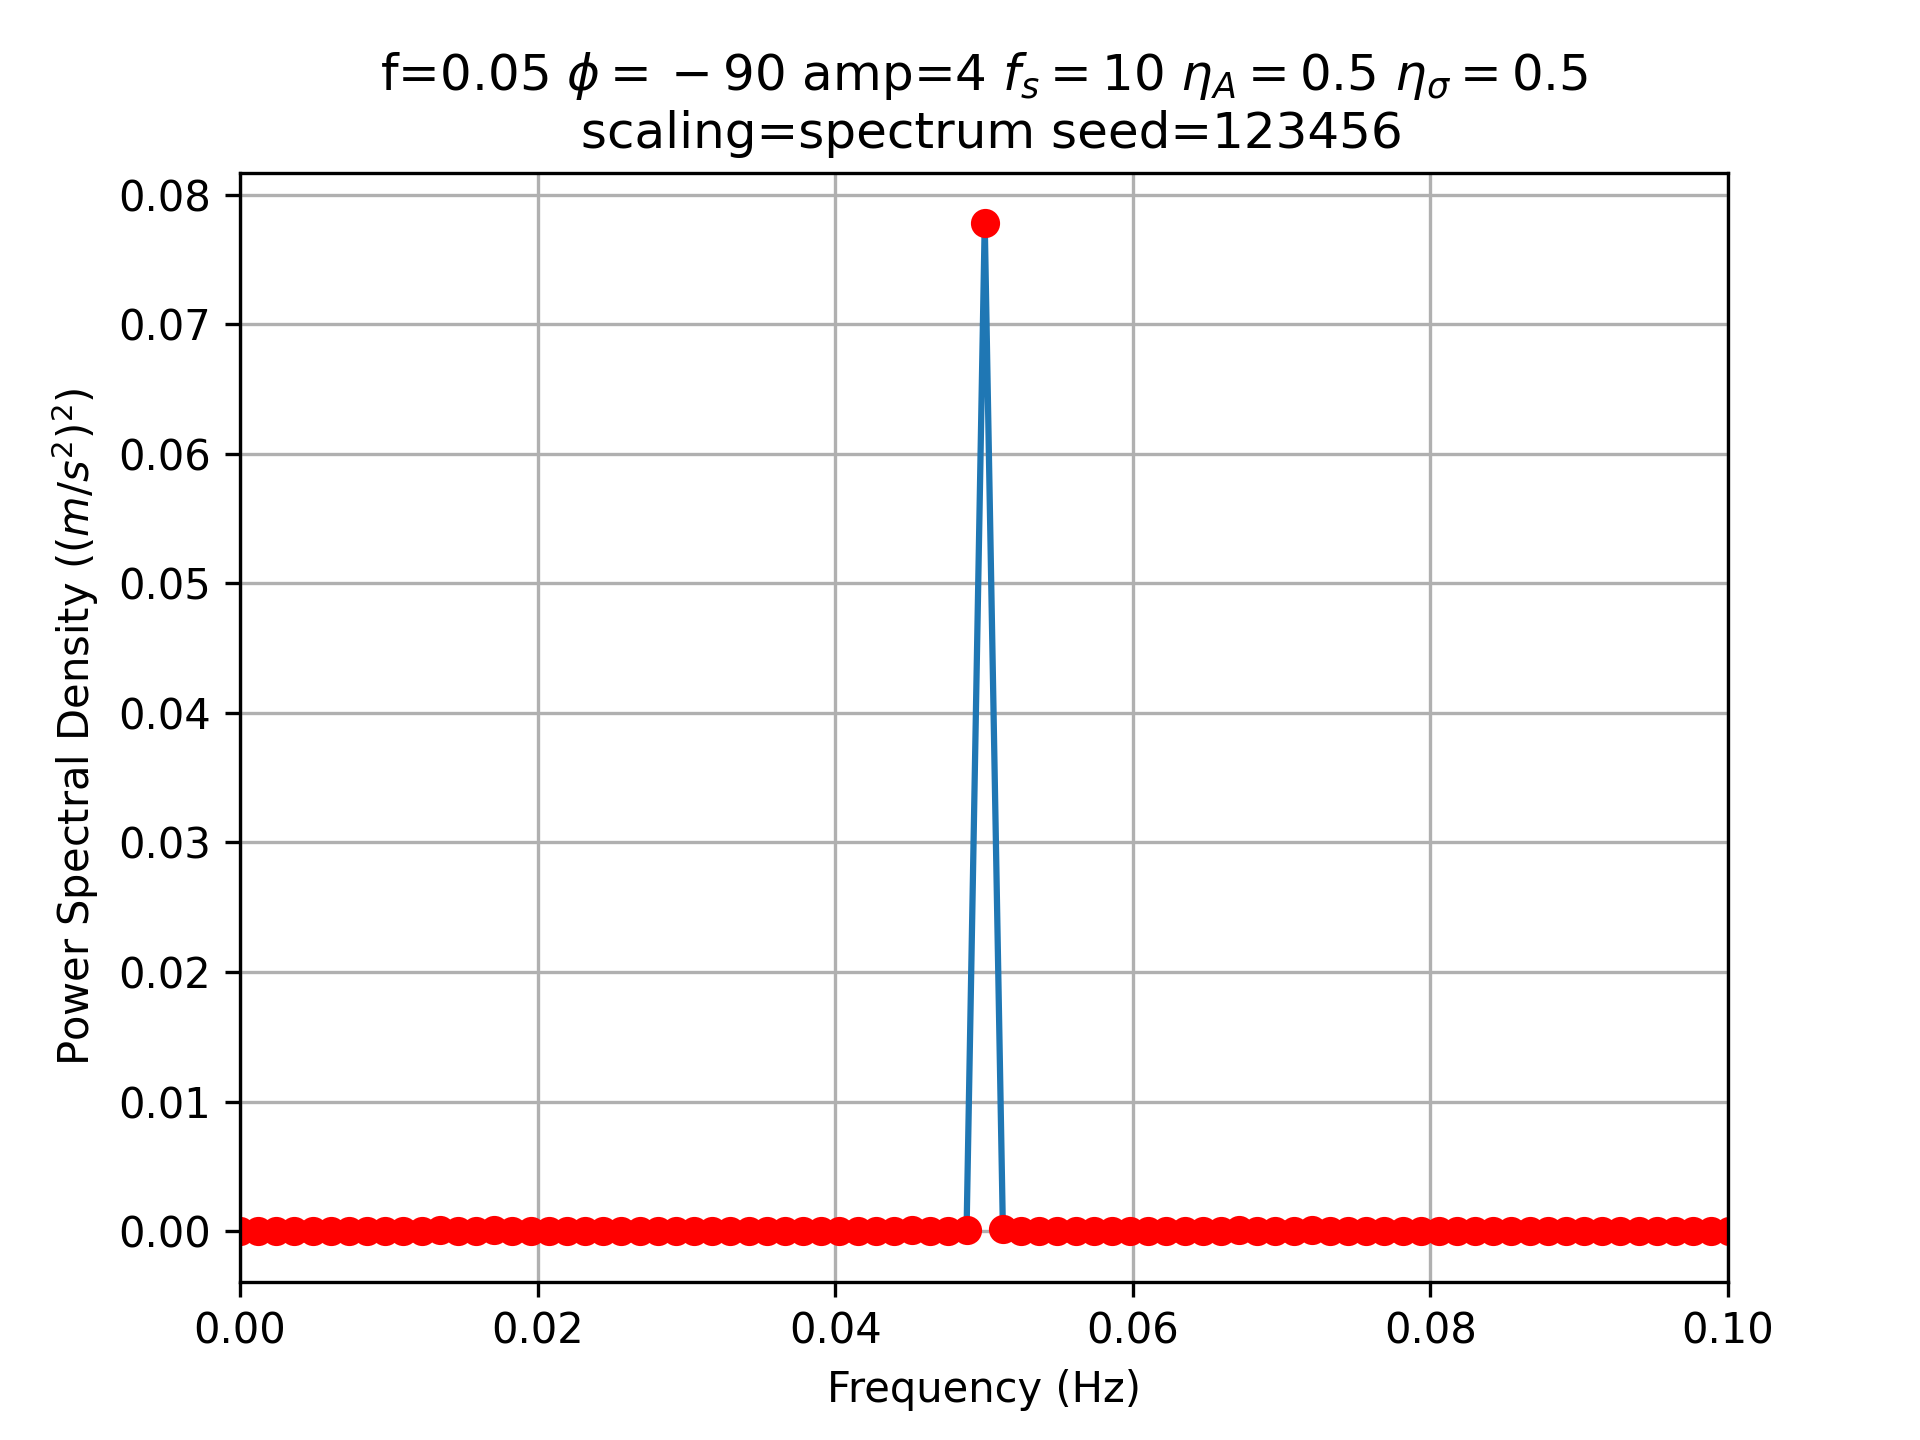 f=0.05 ϕ = − 90 amp=4 fₛ = 10 η_A = 0.5 η_σ = 0.5
scaling=spectrum seed=123456
Power Spectral Density ((m/s²)²)
0.08
0.07
0.06
0.05
0.04
0.03
0.02
0.01
0.00
0.00 0.02 0.04 0.06 0.08 0.10
Frequency (Hz)